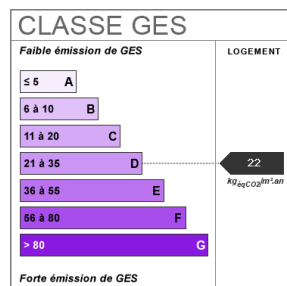 CLASSE GES
Faible émission de GES
LOGEMENT
≤ 5 A
6 à 10 B
11 à 20 C
21 à 35 D
22
kgéqCO2/m².an
36 à 55 E
56 à 80 F
> 80 G
Forte émission de GES